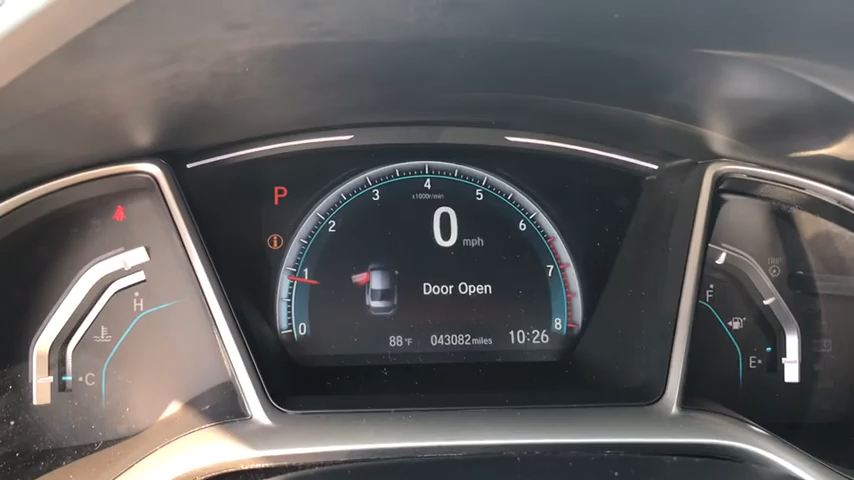 P
4
3
5
x1000r/min
2
6
0 mph
1
7
H
C
Door Open
0
8
88°F
043082 miles
10:26
TRIP
F
E